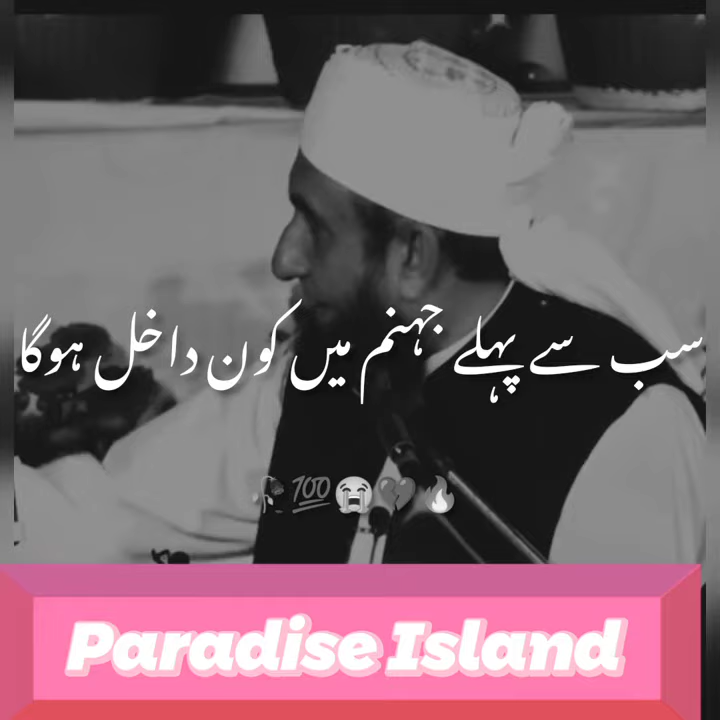 سب سے پہلے جہنم میں کون داخل ہوگا
🥀💯😭💔🔥
Paradise Island